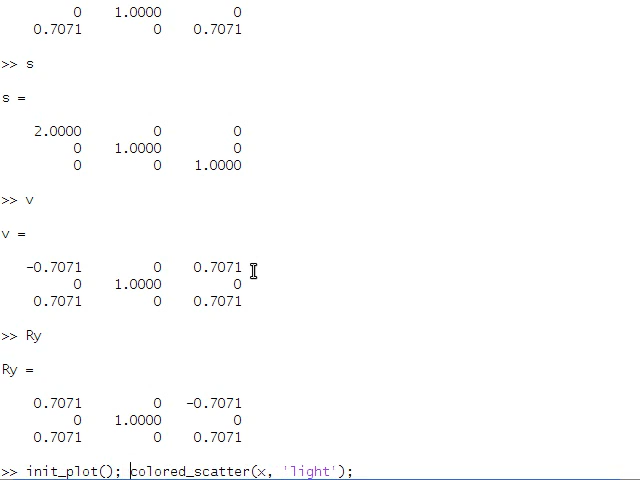 0 1.0000 0
0.7071 0 0.7071
>> s
s =
2.0000 0 0
0 1.0000 0
0 0 1.0000
>> v
v =
-0.7071 0 0.7071
0 1.0000 0
0.7071 0 0.7071
>> Ry
Ry =
0.7071 0 -0.7071
0 1.0000 0
0.7071 0 0.7071
>> init_plot(); colored_scatter(x, 'light');